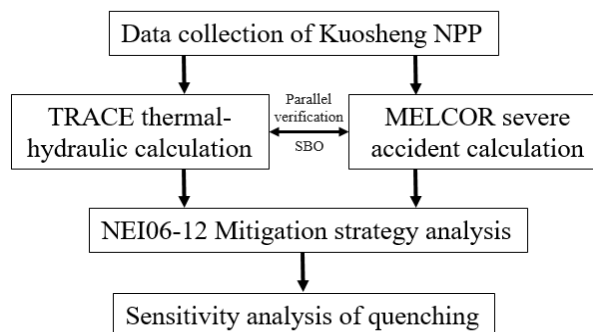 Data collection of Kuosheng NPP
TRACE thermal-
hydraulic calculation
Parallel
verification
SBO
MELCOR severe
accident calculation
NEI06-12 Mitigation strategy analysis
Sensitivity analysis of quenching